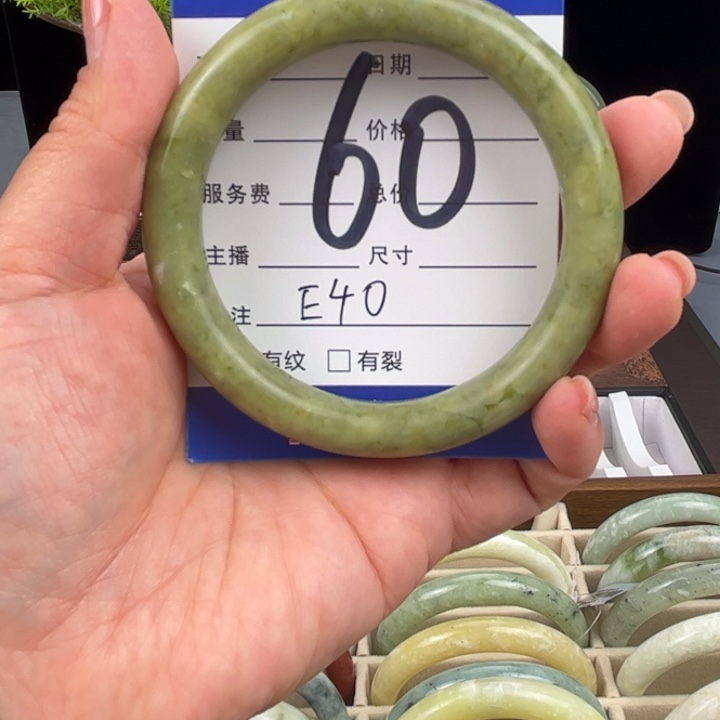 日期
量 价格
60
服务费 总价
主播 尺寸
注 E40
有纹 □有裂